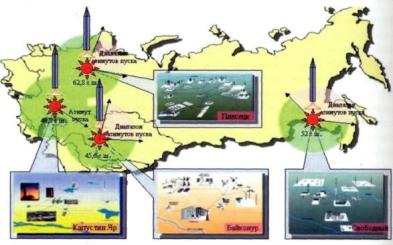 Диапазон
азимутов пуска
62,8 с.ш.
Плесецк
Азимут
пуска
Диапазон
азимутов пуска
45,6 с.ш.
Диапазон
азимутов пуска
52 с.ш.
Капустин Яр
Байконур
Свободный